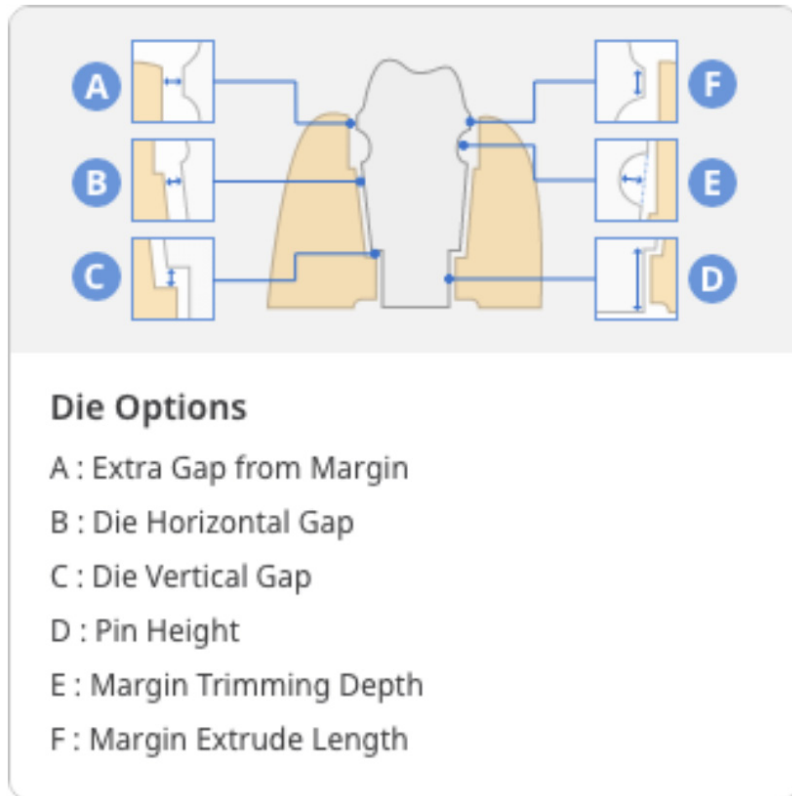 A
F
B
E
C
D
Die Options
A : Extra Gap from Margin
B : Die Horizontal Gap
C : Die Vertical Gap
D : Pin Height
E : Margin Trimming Depth
F : Margin Extrude Length